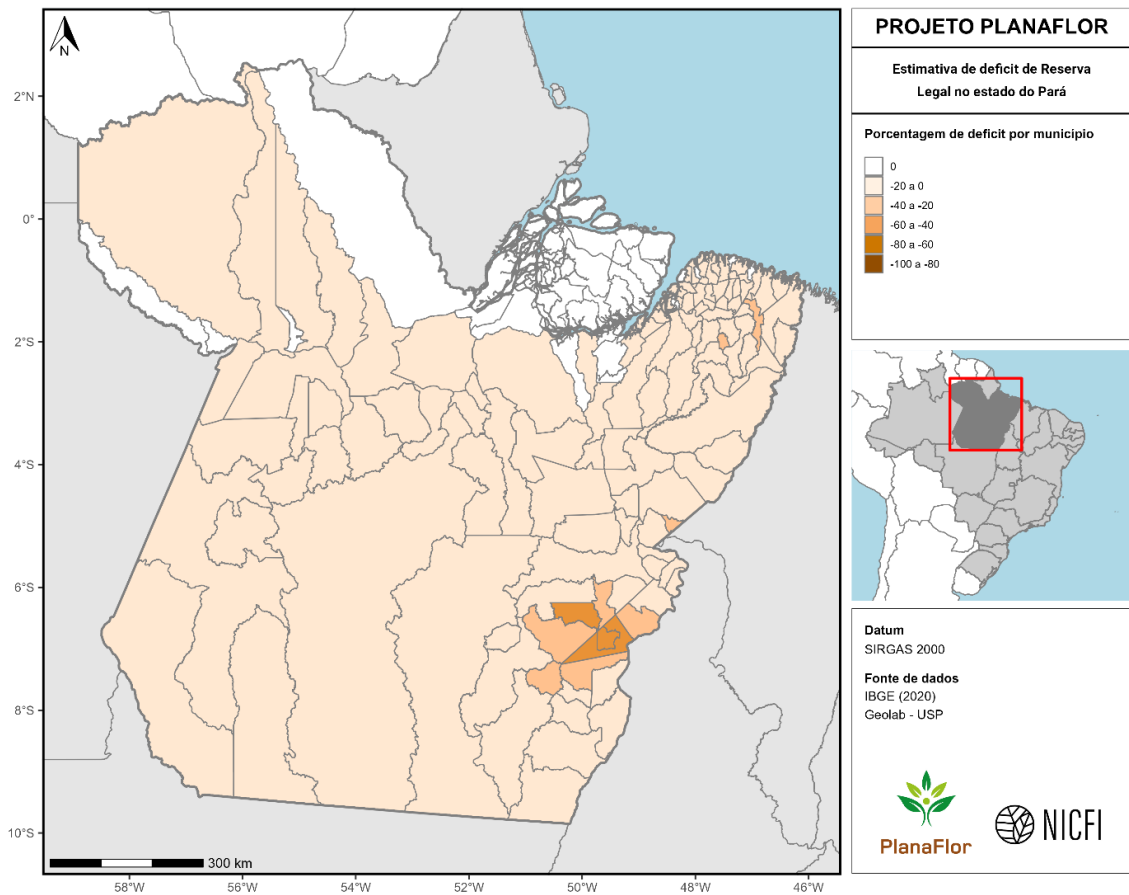 PROJETO PLANAFLOR
Estimativa de deficit de Reserva
Legal no estado do Pará
Porcentagem de deficit por município
0
-20 a 0
-40 a -20
-60 a -40
-80 a -60
-100 a -80
N
2°N
0°
2°S
4°S
6°S
8°S
10°S
300 km
58°W
56°W
54°W
52°W
50°W
48°W
46°W
Datum
SIRGAS 2000
Fonte de dados
IBGE (2020)
Geolab - USP
PlanaFlor
NICFI